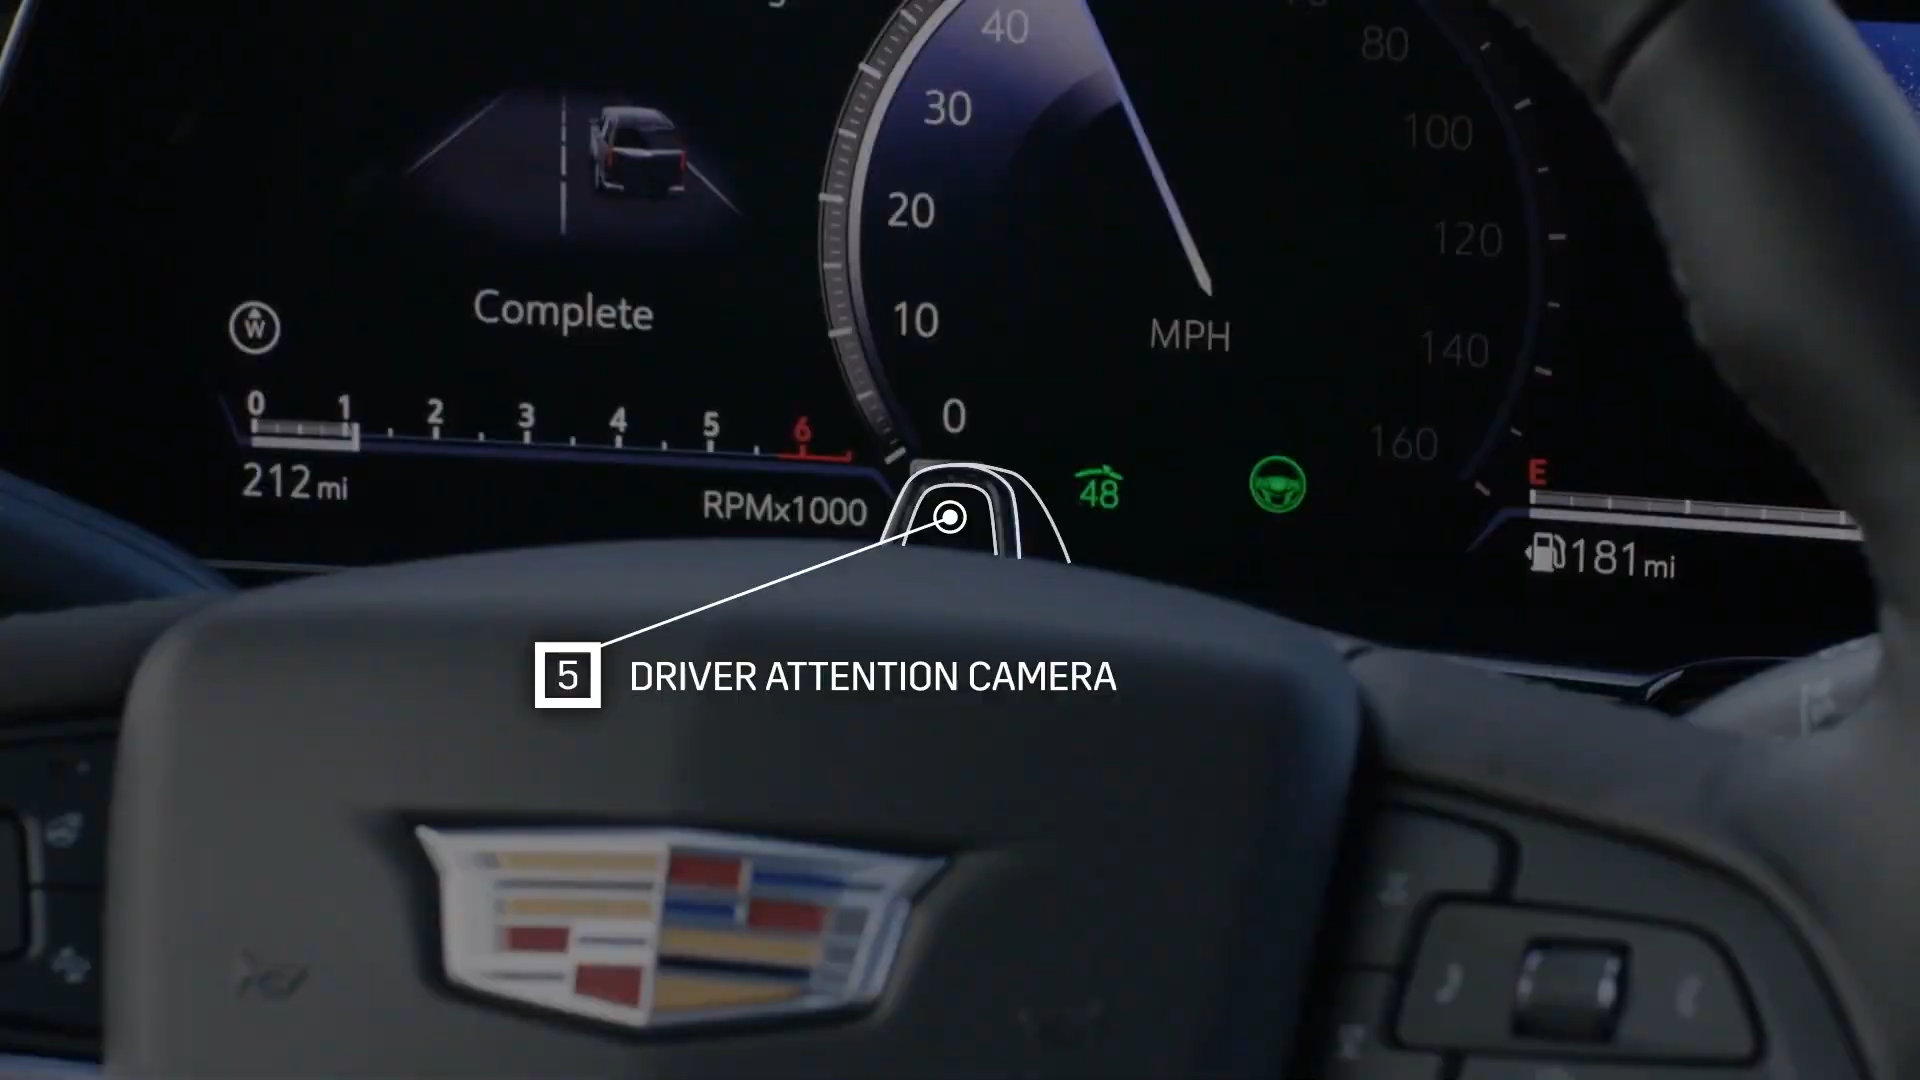 40
80
30
100
20
120
Complete
W
10
MPH
140
0 1 2 3 4 5 6
0
160
212 mi
RPMx1000
48
E
181 mi
5 DRIVER ATTENTION CAMERA